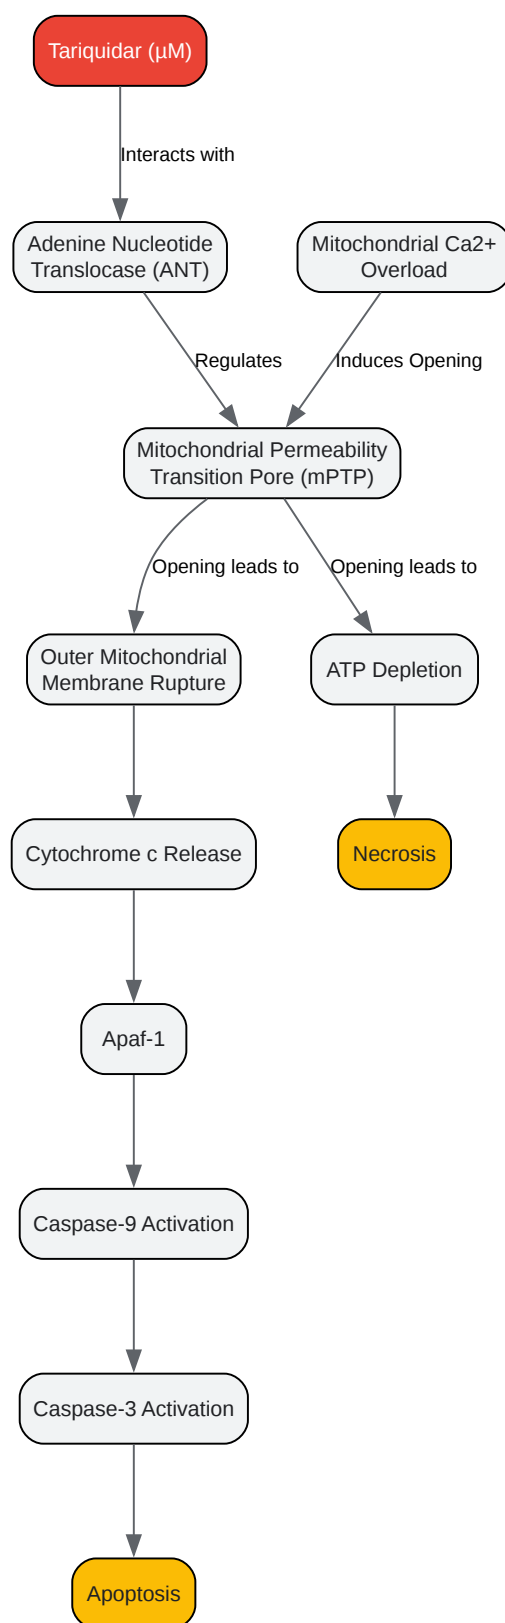 Tariquidar (µM)
Interacts with
Adenine Nucleotide
Translocase (ANT)
Mitochondrial Ca2+
Overload
Regulates
Induces Opening
Mitochondrial Permeability
Transition Pore (mPTP)
Opening leads to
Opening leads to
Outer Mitochondrial
Membrane Rupture
ATP Depletion
Cytochrome c Release
Necrosis
Apaf-1
Caspase-9 Activation
Caspase-3 Activation
Apoptosis